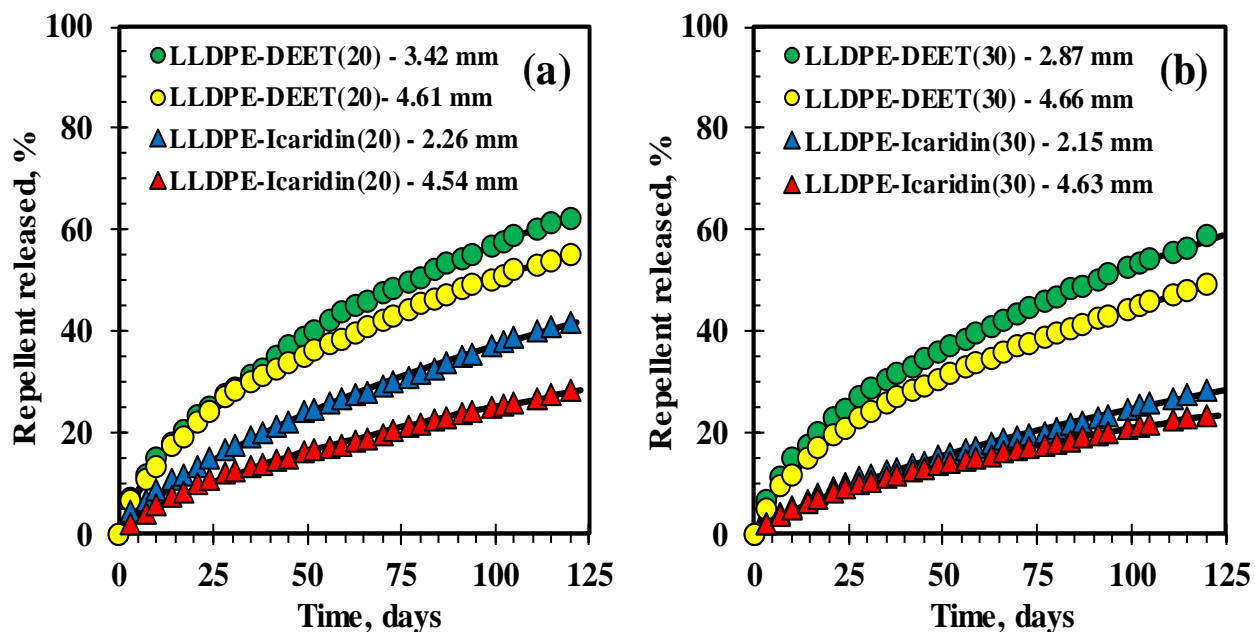 100
80
60
40
20
0
Repellent released, %
LLDPE-DEET(20) - 3.42 mm
LLDPE-DEET(20)- 4.61 mm
LLDPE-Icaridin(20) - 2.26 mm
LLDPE-Icaridin(20) - 4.54 mm
(a)
0 25 50 75 100 125
Time, days
100
80
60
40
20
0
Repellent released, %
LLDPE-DEET(30) - 2.87 mm
LLDPE-DEET(30) - 4.66 mm
LLDPE-Icaridin(30) - 2.15 mm
LLDPE-Icaridin(30) - 4.63 mm
(b)
0 25 50 75 100 125
Time, days